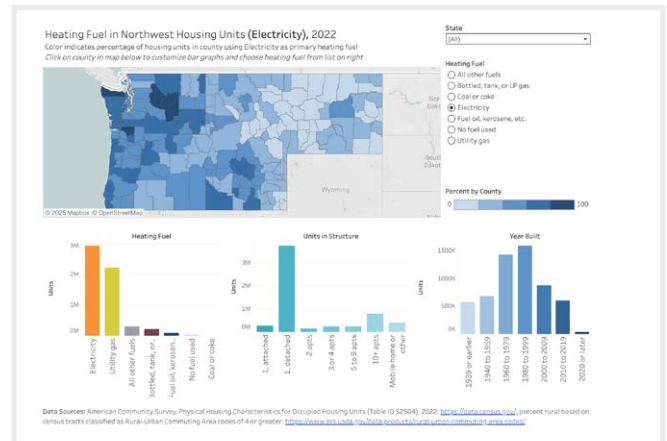 Heating Fuel in Northwest Housing Units (Electricity), 2022
Color indicates percentage of housing units in county using Electricity as primary heating fuel
Click on county in map below to customize bar graphs and choose heating fuel from list on right
State
(All)
Heating Fuel
All other fuels
Bottled, tank, or LP gas
Coal or coke
Electricity
Fuel oil, kerosene, etc.
No fuel used
Utility gas
Wyoming
© 2025 Mapbox © OpenStreetMap
Percent by County
0 100
Heating Fuel
Units
3M
2M
1M
0M
Electricity
Utility gas
All other fuels
Bottled, tank, or..
Fuel oil, kerosen..
No fuel used
Coal or coke
Units in Structure
Units
3M
2M
1M
0M
1, attached
1, detached
2 apts
3 or 4 apts
5 to 9 apts
10+ apts
Mobile home or
other
Year Built
Units
1500K
1000K
500K
0K
1939 or earlier
1940 to 1959
1960 to 1979
1980 to 1999
2000 to 2009
2010 to 2019
2020 or later
Data Sources: American Community Survey, Physical Housing Characteristics for Occupied Housing Units (Table ID S2504), 2022: https://data.census.gov/, percent rural based on
census tracts classified as Rural-Urban Commuting Area codes of 4 or greater: https://www.ers.usda.gov/data-products/rural-urban-commuting-area-codes/